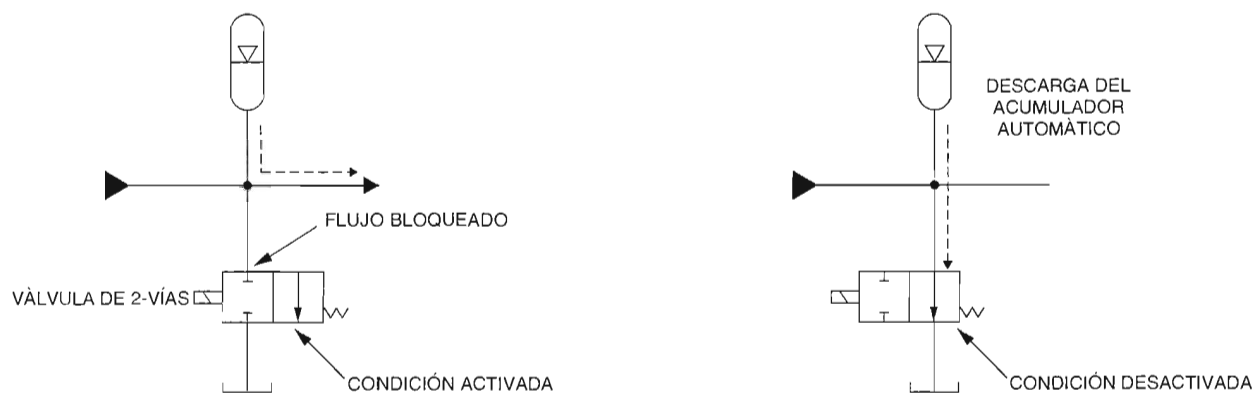 DESCARGA DEL
ACUMULADOR
AUTOMÀTICO
FLUJO BLOQUEADO
VÀLVULA DE 2-VÍAS
CONDICIÓN ACTIVADA
CONDICIÓN DESACTIVADA